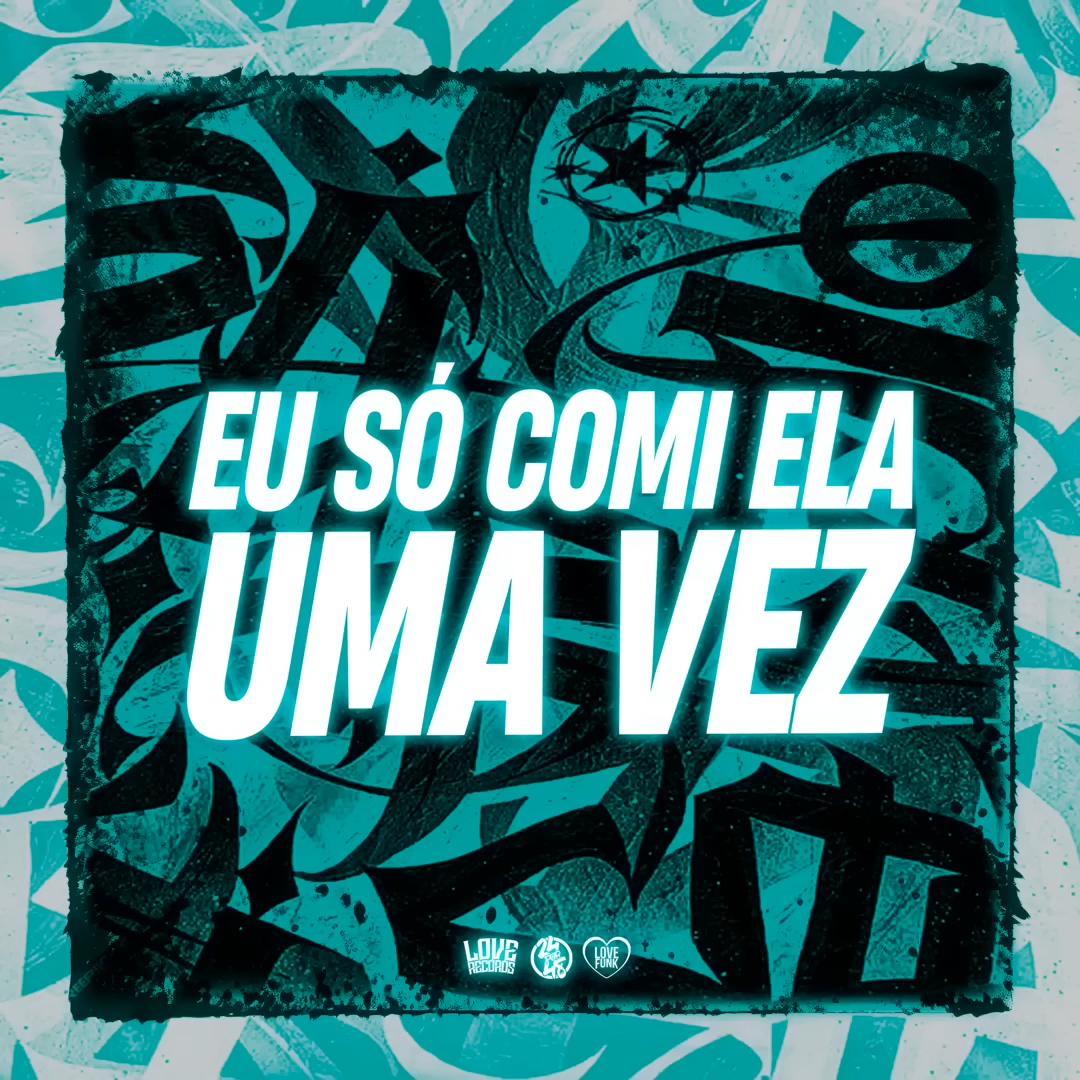 EU SÓ COMI ELA
UMA VEZ
LOVE
RECORDS
LOVE
FUNK